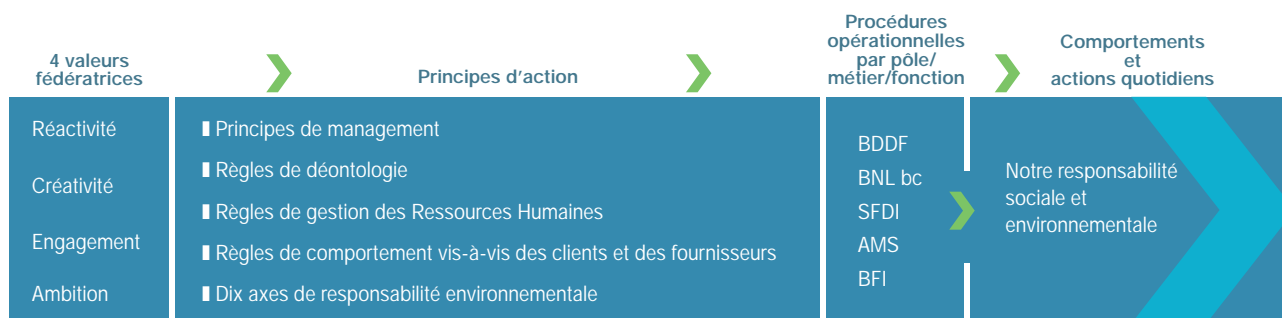 4 valeurs
fédératrices
Principes d'action
Procédures
opérationnelles
par pôle/
métier/fonction
Comportements
et
actions quotidiens
Réactivité
Créativité
Engagement
Ambition
Principes de management
Règles de déontologie
Règles de gestion des Ressources Humaines
Règles de comportement vis-à-vis des clients et des fournisseurs
Dix axes de responsabilité environnementale
BDDF
BNL bc
SFDI
AMS
BFI
Notre responsabilité
sociale et
environnementale